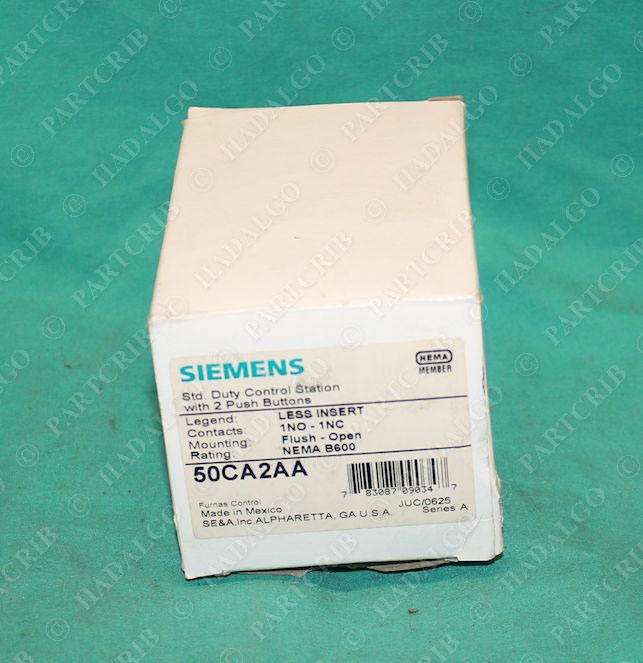 SIEMENS
NEMA
MEMBER
Std. Duty Control Station
with 2 Push Buttons
Legend: LESS INSERT
Contacts: 1NO - 1NC
Mounting: Flush - Open
Rating: NEMA B600
50CA2AA
7 83087 09034 7
Furnas Control
Made in Mexico
SE&A,Inc.ALPHARETTA, GA U.S.A.
JUC/0625
Series A
© PARTCRIB
© HADALGO